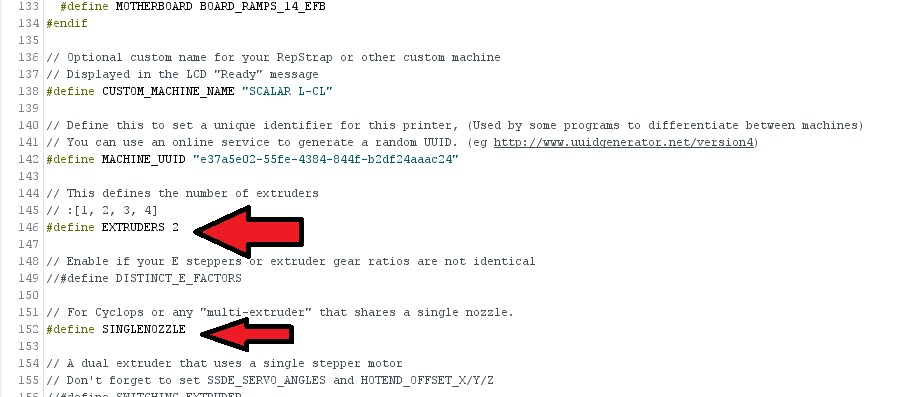 133 #define MOTHERBOARD BOARD_RAMPS_14_EFB
134 #endif
135
136 // Optional custom name for your RepStrap or other custom machine
137 // Displayed in the LCD "Ready" message
138 #define CUSTOM_MACHINE_NAME "SCALAR L-CL"
139
140 // Define this to set a unique identifier for this printer, (Used by some programs to differentiate between machines)
141 // You can use an online service to generate a random UUID. (eg http://www.uuidgenerator.net/version4)
142 #define MACHINE_UUID "e37a5e02-55fe-4384-844f-b2df24aaac24"
143
144 // This defines the number of extruders
145 // :[1, 2, 3, 4]
146 #define EXTRUDERS 2
147
148 // Enable if your E steppers or extruder gear ratios are not identical
149 //#define DISTINCT_E_FACTORS
150
151 // For Cyclops or any "multi-extruder" that shares a single nozzle.
152 #define SINGLENOZZLE
153
154 // A dual extruder that uses a single stepper motor
155 // Don't forget to set SSDE_SERVO_ANGLES and HOTEND_OFFSET_X/Y/Z
156 //#define SWITCHING_EXTRUDER